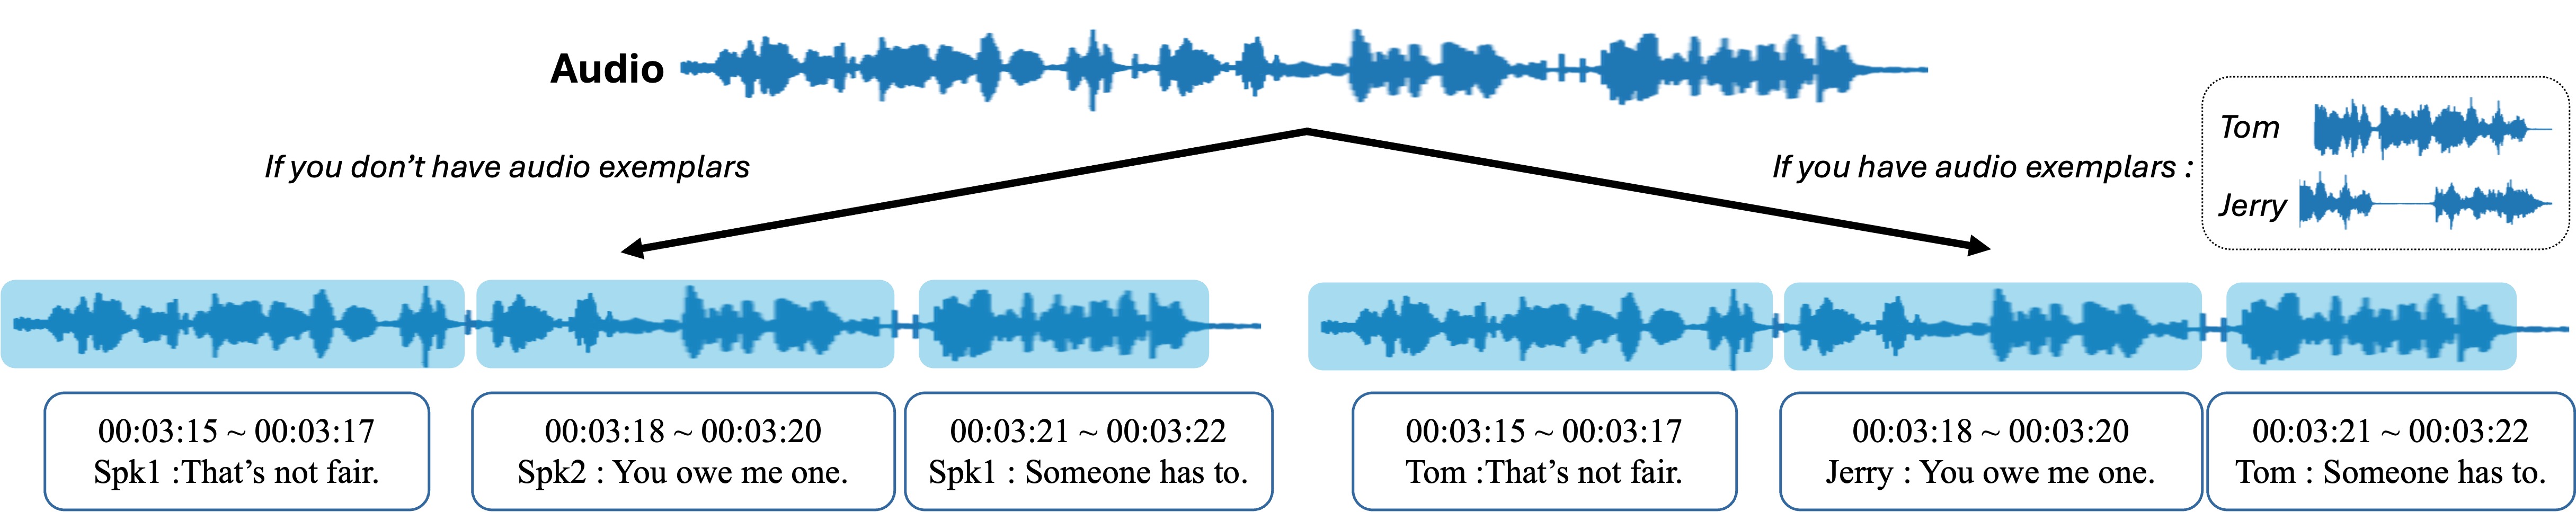 Audio
If you don't have audio exemplars
If you have audio exemplars :
Tom
Jerry
00:03:15 ~ 00:03:17
Spk1 :That's not fair.
00:03:18 ~ 00:03:20
Spk2 : You owe me one.
00:03:21 ~ 00:03:22
Spk1 : Someone has to.
00:03:15 ~ 00:03:17
Tom :That's not fair.
00:03:18 ~ 00:03:20
Jerry : You owe me one.
00:03:21 ~ 00:03:22
Tom : Someone has to.